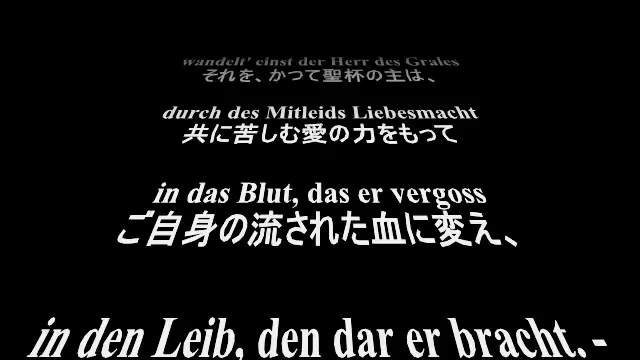 wandelt' einst der Herr des Grales
それを、かつて聖杯の主は、
durch des Mitleids Liebesmacht
共に苦しむ愛の力をもって
in das Blut, das er vergoss
ご自身の流された血に変え、
in den Leib, den dar er bracht. -